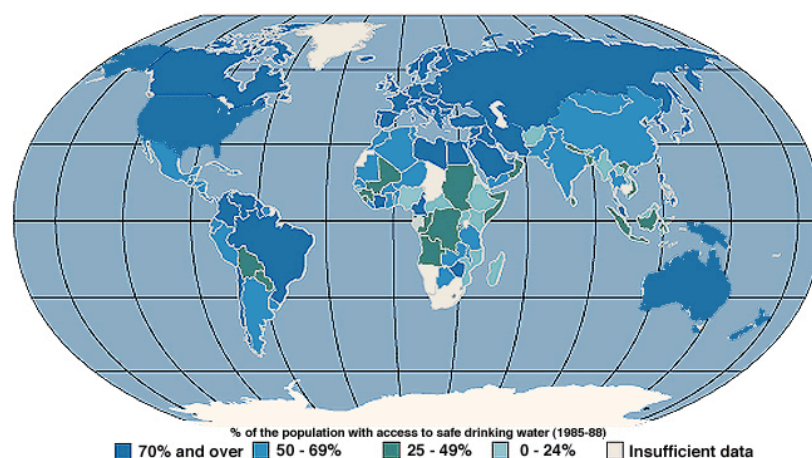 % of the population with access to safe drinking water (1985-88)
70% and over 50 - 69% 25 - 49% 0 - 24% Insufficient data